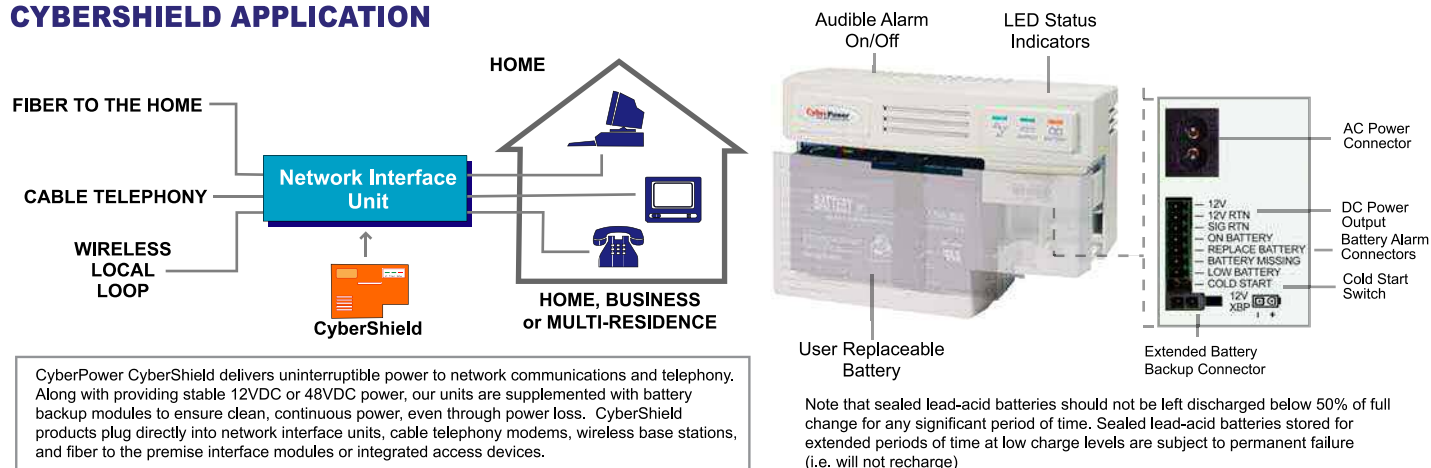 CYBERSHIELD APPLICATION
HOME
FIBER TO THE HOME
CABLE TELEPHONY
WIRELESS
LOCAL
LOOP
Network Interface
Unit
CyberShield
HOME, BUSINESS
or MULTI-RESIDENCE
CyberPower CyberShield delivers uninterruptible power to network communications and telephony.
Along with providing stable 12VDC or 48VDC power, our units are supplemented with battery
backup modules to ensure clean, continuous power, even through power loss. CyberShield
products plug directly into network interface units, cable telephony modems, wireless base stations,
and fiber to the premise interface modules or integrated access devices.
Audible Alarm
On/Off
LED Status
Indicators
CyberPower
BATTERY
User Replaceable
Battery
12V
12V RTN
SIG RTN
ON BATTERY
REPLACE BATTERY
BATTERY MISSING
LOW BATTERY
COLD START
12V
XBP
- +
AC Power
Connector
DC Power
Output
Battery Alarm
Connectors
Cold Start
Switch
Extended Battery
Backup Connector
Note that sealed lead-acid batteries should not be left discharged below 50% of full
change for any significant period of time. Sealed lead-acid batteries stored for
extended periods of time at low charge levels are subject to permanent failure
(i.e. will not recharge)